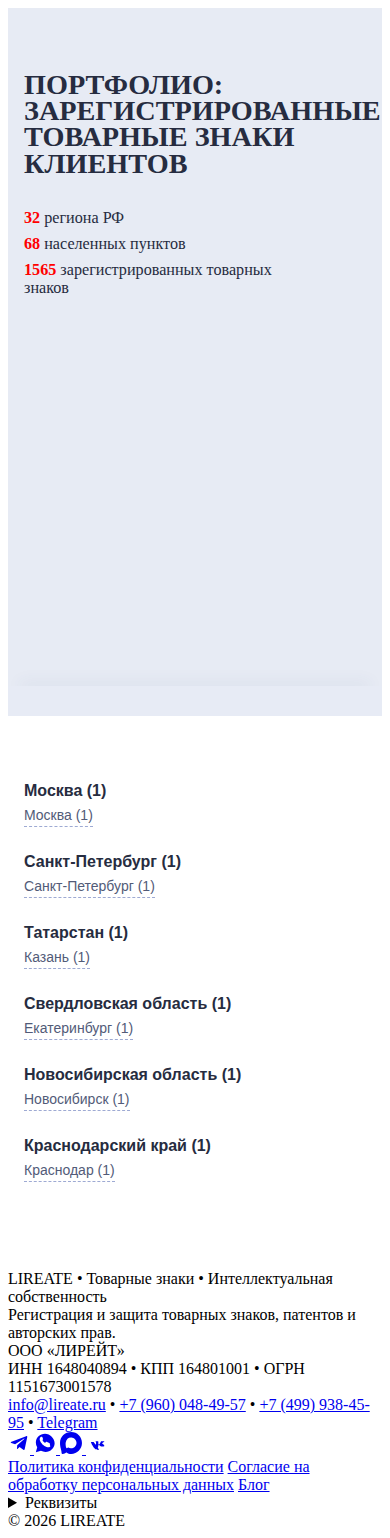 ПОРТФОЛИО:
ЗАРЕГИСТРИРОВАННЫЕ
ТОВАРНЫЕ ЗНАКИ
КЛИЕНТОВ
32 региона РФ
68 населенных пунктов
1565 зарегистрированных товарных
знаков
Москва (1)
Москва (1)
Санкт-Петербург (1)
Санкт-Петербург (1)
Татарстан (1)
Казань (1)
Свердловская область (1)
Екатеринбург (1)
Новосибирская область (1)
Новосибирск (1)
Краснодарский край (1)
Краснодар (1)
LIREATE • Товарные знаки • Интеллектуальная
собственность
Регистрация и защита товарных знаков, патентов и
авторских прав.
ООО «ЛИРЕЙТ»
ИНН 1648040894 • КПП 164801001 • ОГРН
1151673001578
info@lireate.ru • +7 (960) 048-49-57 • +7 (499) 938-45-
95 • Telegram
Политика конфиденциальности Согласие на
обработку персональных данных Блог
Реквизиты
© 2026 LIREATE